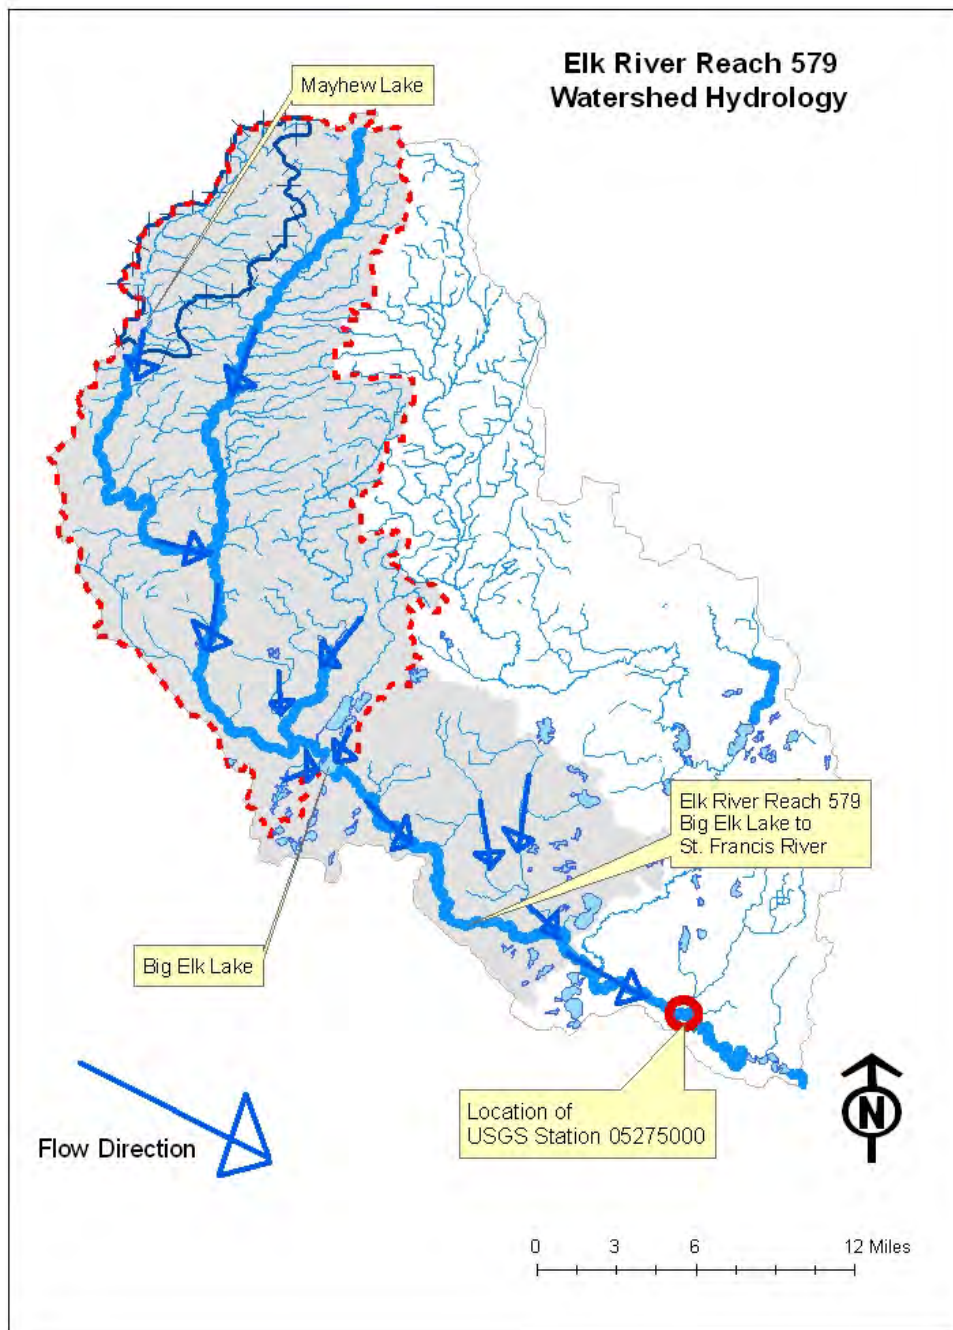 Elk River Reach 579
Watershed Hydrology
Mayhew Lake
Elk River Reach 579
Big Elk Lake to
St. Francis River
Big Elk Lake
Location of
USGS Station 05275000
Flow Direction
N
0 3 6 12 Miles